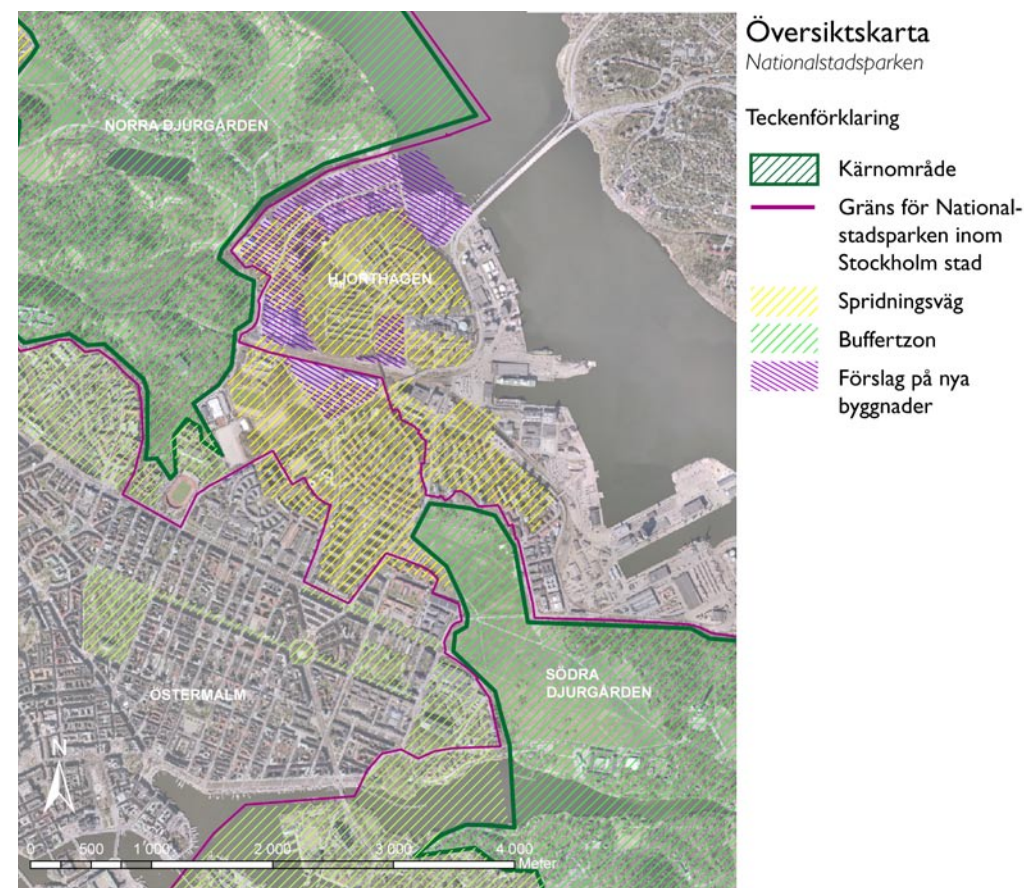 Översiktskarta
Nationalstadsparken
Teckenförklaring
Kärnområde
Gräns för National-
stadsparken inom
Stockholm stad
Spridningsväg
Buffertzon
Förslag på nya
byggnader
NORRA DJURGÅRDEN
HJORTHAGEN
SÖDRA
DJURGÅRDEN
ÖSTERMALM
N
0 500 1 000 2 000 3 000 4 000
Meter